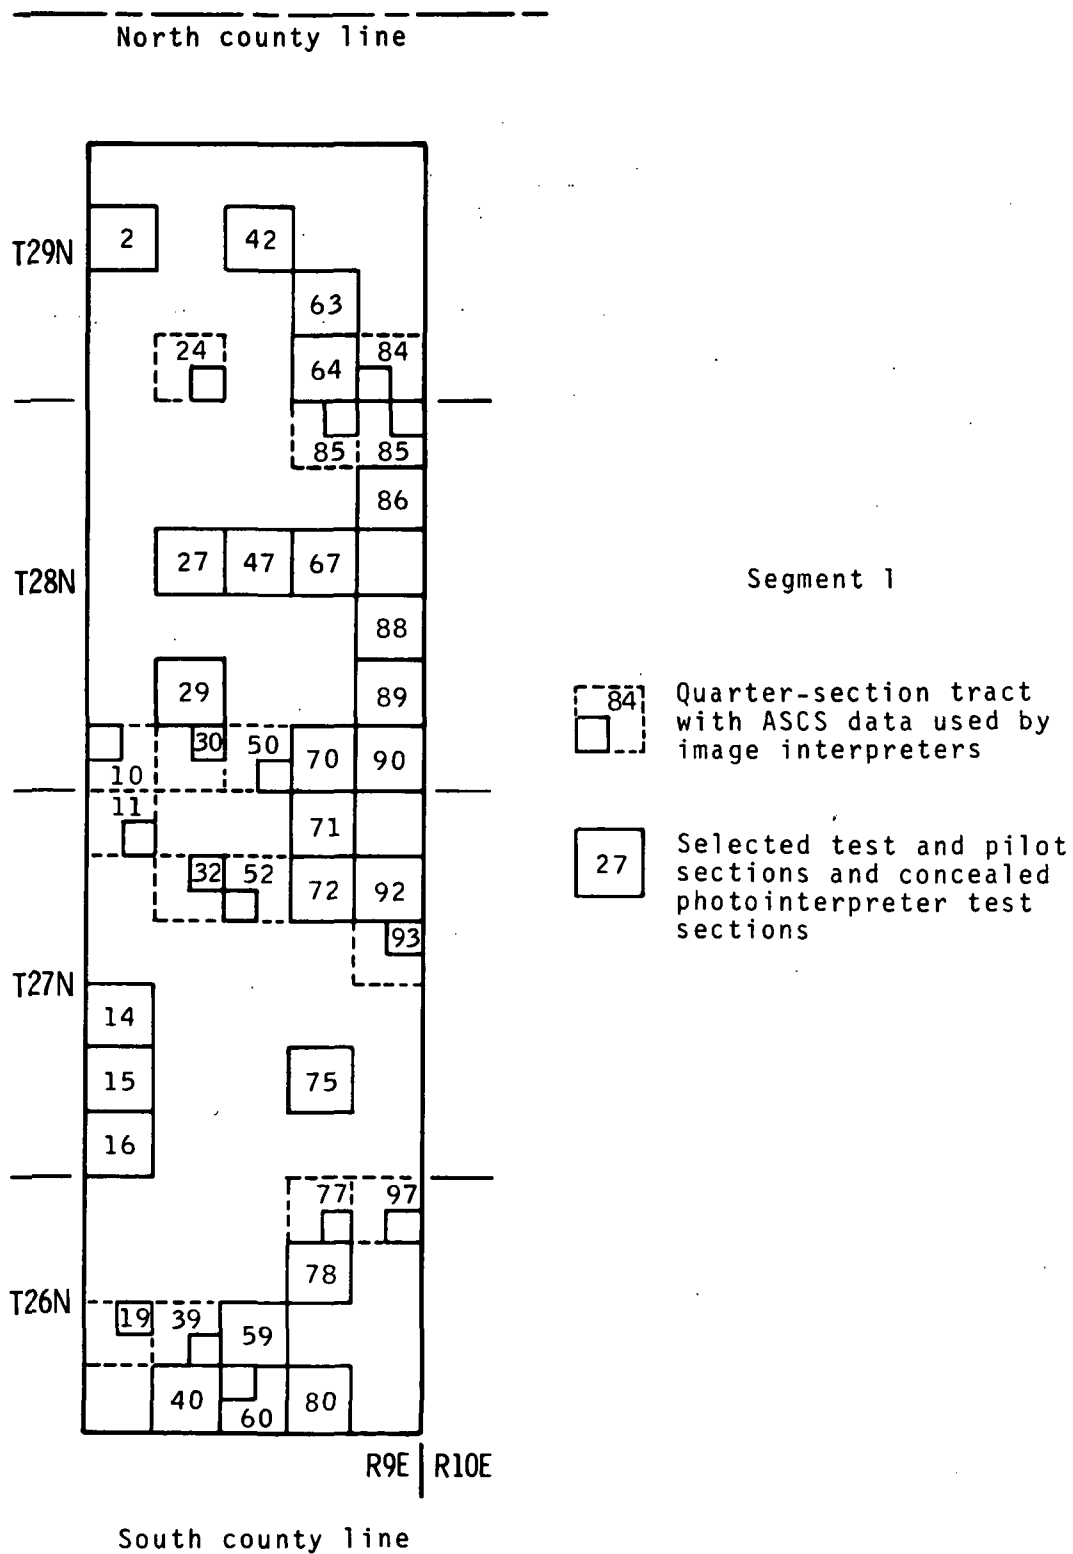 North county line
T29N
2
42
63
24
64
84
85
85
86
T28N
27
47
67
88
29
89
10
30
50
70
90
11
71
32
52
72
92
93
T27N
14
15
75
16
77
97
78
T26N
19
39
59
40
60
80
R9E
R10E
South county line
Segment 1
84
Quarter-section tract
with ASCS data used by
image interpreters
27
Selected test and pilot
sections and concealed
photointerpreter test
sections